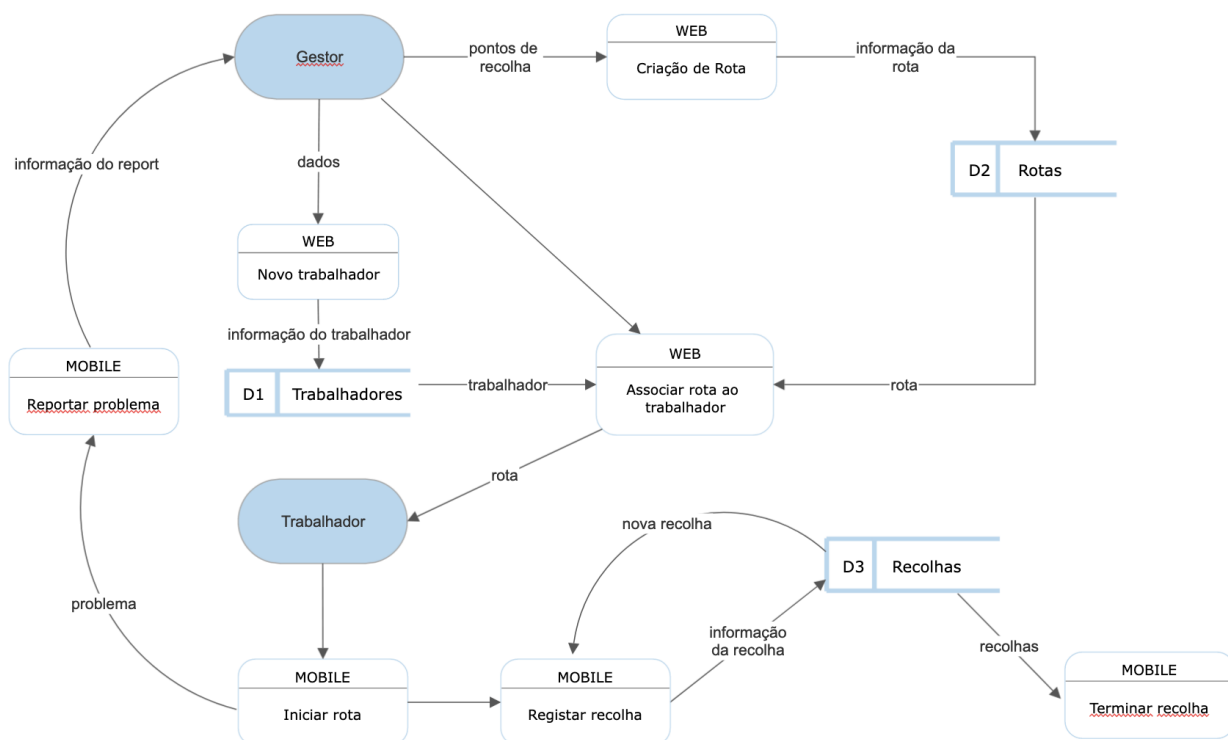 WEB
Gestor
pontos de
recolha
Criação de Rota
informação da
rota
informação do report
dados
D2
Rotas
WEB
Novo trabalhador
informação do trabalhador
MOBILE
Reportar problema
D1
Trabalhadores
trabalhador
WEB
Associar rota ao
trabalhador
rota
rota
Trabalhador
nova recolha
D3
Recolhas
problema
informação
da recolha
recolhas
MOBILE
Iniciar rota
MOBILE
Registar recolha
MOBILE
Terminar recolha